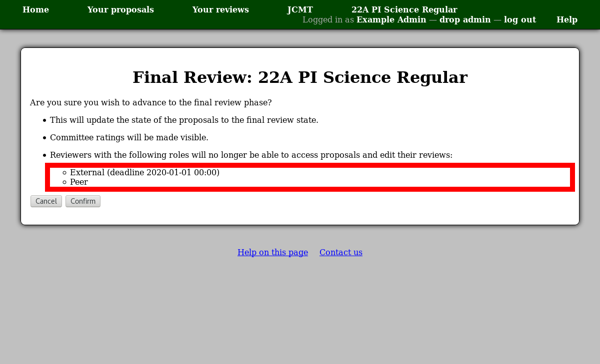 Home Your proposals Your reviews JCMT 22A PI Science Regular
Logged in as Example Admin — drop admin — log out Help
Final Review: 22A PI Science Regular
Are you sure you wish to advance to the final review phase?
This will update the state of the proposals to the final review state.
Committee ratings will be made visible.
Reviewers with the following roles will no longer be able to access proposals and edit their reviews:
External (deadline 2020-01-01 00:00)
Peer
Cancel Confirm
Help on this page Contact us